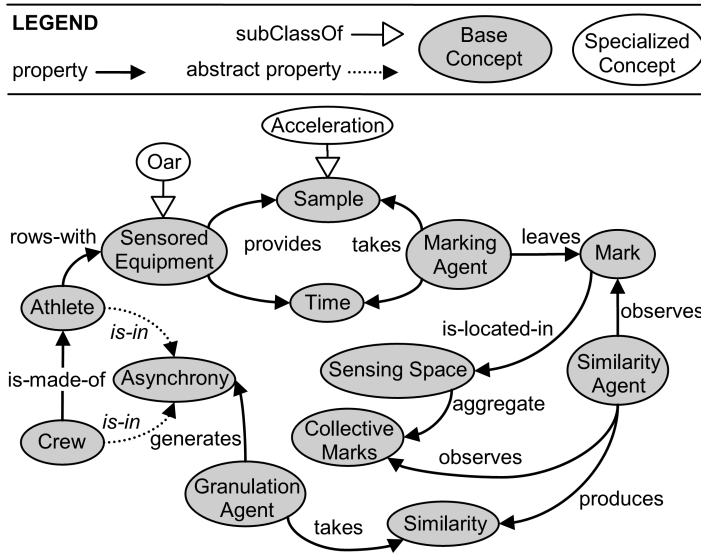 LEGEND
subClassOf
property
abstract property
Base
Concept
Specialized
Concept
Acceleration
Oar
Sample
rows-with
Sensored
Equipment
provides
takes
Marking
Agent
leaves
Mark
Athlete
Time
is-in
is-located-in
observes
is-made-of
Asynchrony
Sensing Space
Similarity
Agent
aggregate
is-in
Crew
generates
Collective
Marks
observes
Granulation
Agent
takes
Similarity
produces